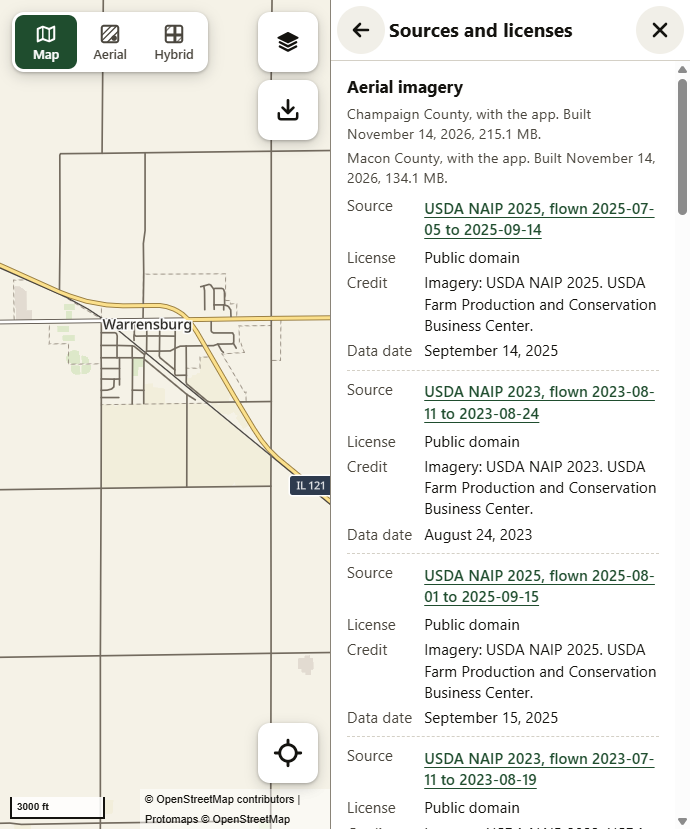 Map
Aerial
Hybrid
Warrensburg
IL 121
3000 ft
© OpenStreetMap contributors |
Protomaps © OpenStreetMap
Sources and licenses
Aerial imagery
Champaign County, with the app. Built
November 14, 2026, 215.1 MB.
Macon County, with the app. Built November 14,
2026, 134.1 MB.
Source
USDA NAIP 2025, flown 2025-07-
05 to 2025-09-14
License
Public domain
Credit
Imagery: USDA NAIP 2025. USDA
Farm Production and Conservation
Business Center.
Data date
September 14, 2025
Source
USDA NAIP 2023, flown 2023-08-
11 to 2023-08-24
License
Public domain
Credit
Imagery: USDA NAIP 2023. USDA
Farm Production and Conservation
Business Center.
Data date
August 24, 2023
Source
USDA NAIP 2025, flown 2025-08-
01 to 2025-09-15
License
Public domain
Credit
Imagery: USDA NAIP 2025. USDA
Farm Production and Conservation
Business Center.
Data date
September 15, 2025
Source
USDA NAIP 2023, flown 2023-07-
11 to 2023-08-19
License
Public domain